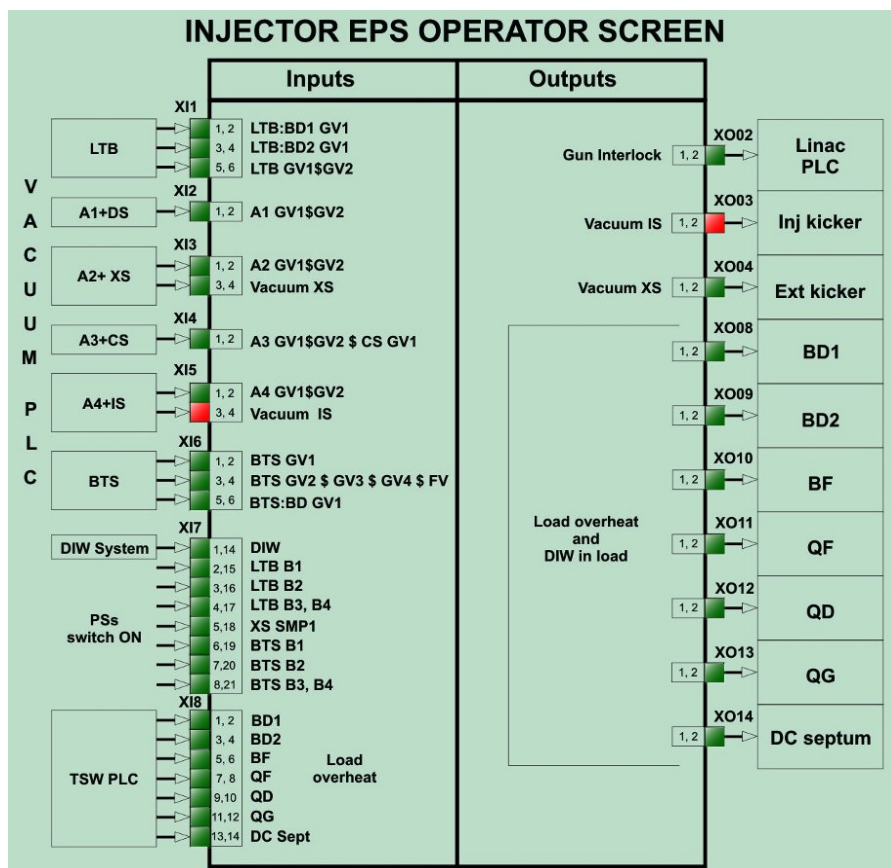 INJECTOR EPS OPERATOR SCREEN
Inputs
Outputs
VACUUM PLC
XI1
LTB
1, 2 LTB:BD1 GV1
3, 4 LTB:BD2 GV1
5, 6 LTB GV1$GV2
XI2
A1+DS
1, 2 A1 GV1$GV2
XI3
A2+ XS
1, 2 A2 GV1$GV2
3, 4 Vacuum XS
XI4
A3+CS
1, 2 A3 GV1$GV2 $ CS GV1
XI5
A4+IS
1, 2 A4 GV1$GV2
3, 4 Vacuum IS
XI6
BTS
1, 2 BTS GV1
3, 4 BTS GV2 $ GV3 $ GV4 $ FV
5, 6 BTS:BD GV1
XI7
DIW System
1,14 DIW
2,15 LTB B1
3,16 LTB B2
4,17 LTB B3, B4
PSs
switch ON
5,18 XS SMP1
6,19 BTS B1
7,20 BTS B2
8,21 BTS B3, B4
XI8
TSW PLC
1, 2 BD1
3, 4 BD2
5, 6 BF
7, 8 QF
9,10 QD
11,12 QG
13,14 DC Sept
Load
overheat
XO02
Gun Interlock 1, 2
Linac
PLC
XO03
Vacuum IS 1, 2 Inj kicker
XO04
Vacuum XS 1, 2 Ext kicker
Load overheat
and
DIW in load
XO08
1, 2 BD1
XO09
1, 2 BD2
XO10
1, 2 BF
XO11
1, 2 QF
XO12
1, 2 QD
XO13
1, 2 QG
XO14
1, 2 DC septum